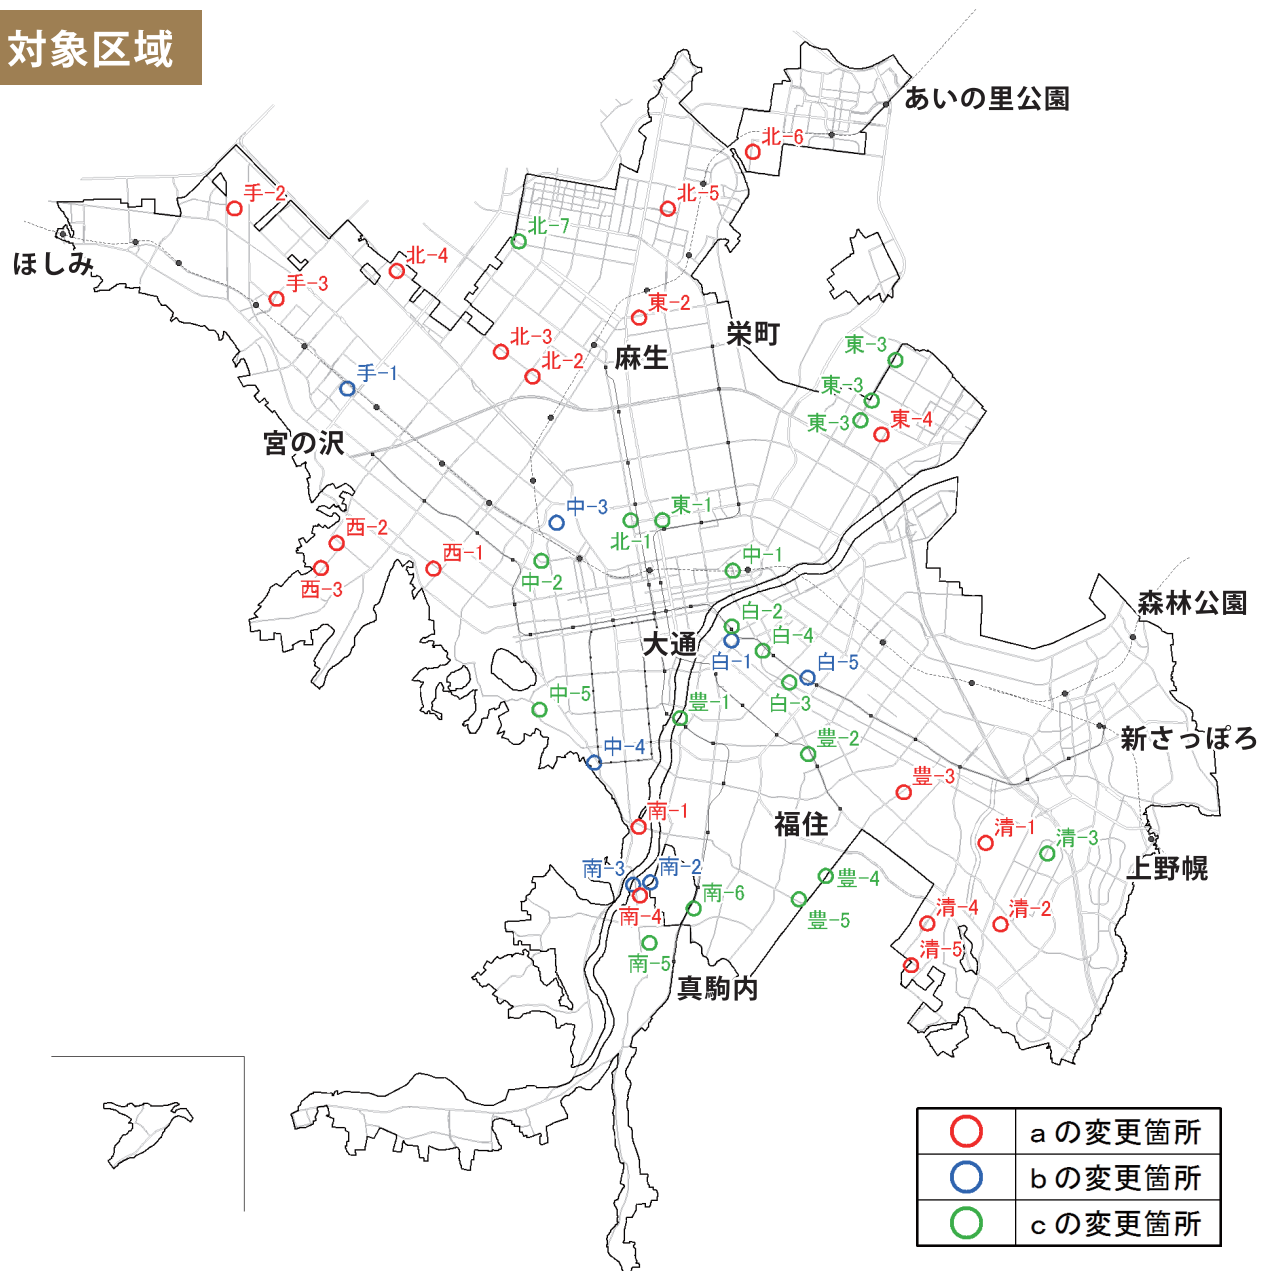 対象区域
あいの里公園
北-6
手-2
北-5
北-7
ほしみ
北-4
手-3
東-2
栄町
北-3
麻生
北-2
東-3
手-1
東-3
東-3
東-4
宮の沢
中-3
東-1
西-2
北-1
西-1
中-1
中-2
西-3
森林公園
白-2
大通
白-4
白-1
白-5
中-5
豊-1
白-3
新さっぽろ
中-4
豊-2
豊-3
南-1
福住
清-1
清-3
南-3
南-2
上野幌
豊-4
南-6
南-4
清-4
清-2
豊-5
清-5
南-5
真駒内
aの変更箇所
bの変更箇所
cの変更箇所